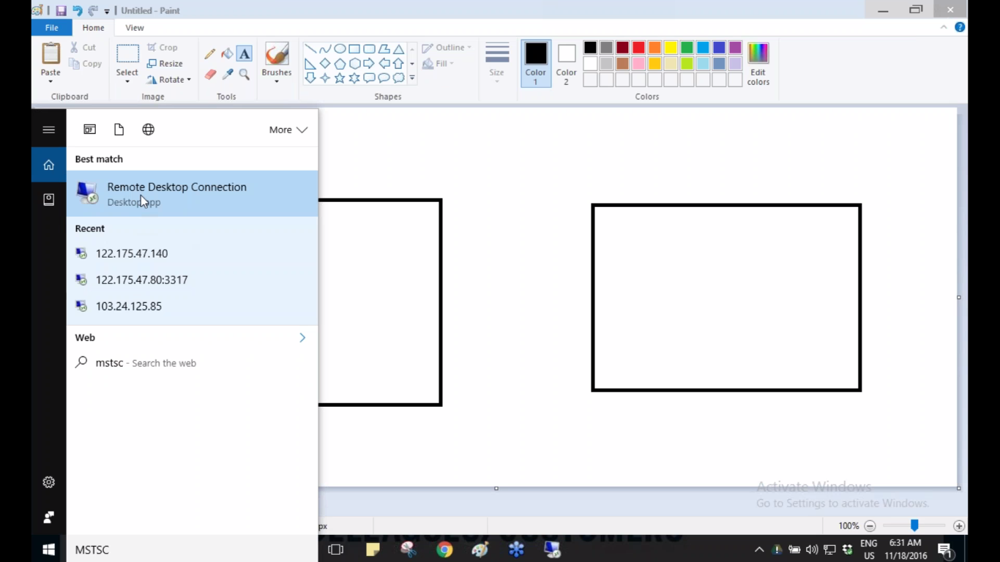 Untitled - Paint
File Home View
Paste Cut Copy Clipboard
Select Crop Resize Rotate Image
Tools
Brushes
Shapes Outline Fill
Size
Color 1 Color 2 Edit colors Colors
More
Best match
Remote Desktop Connection
Desktop app
Recent
122.175.47.140
122.175.47.80:3317
103.24.125.85
Web
mstsc - Search the web
Activate Windows
Go to Settings to activate Windows.
px
100%
MSTSC
ENG 6:31 AM
US 11/18/2016
1